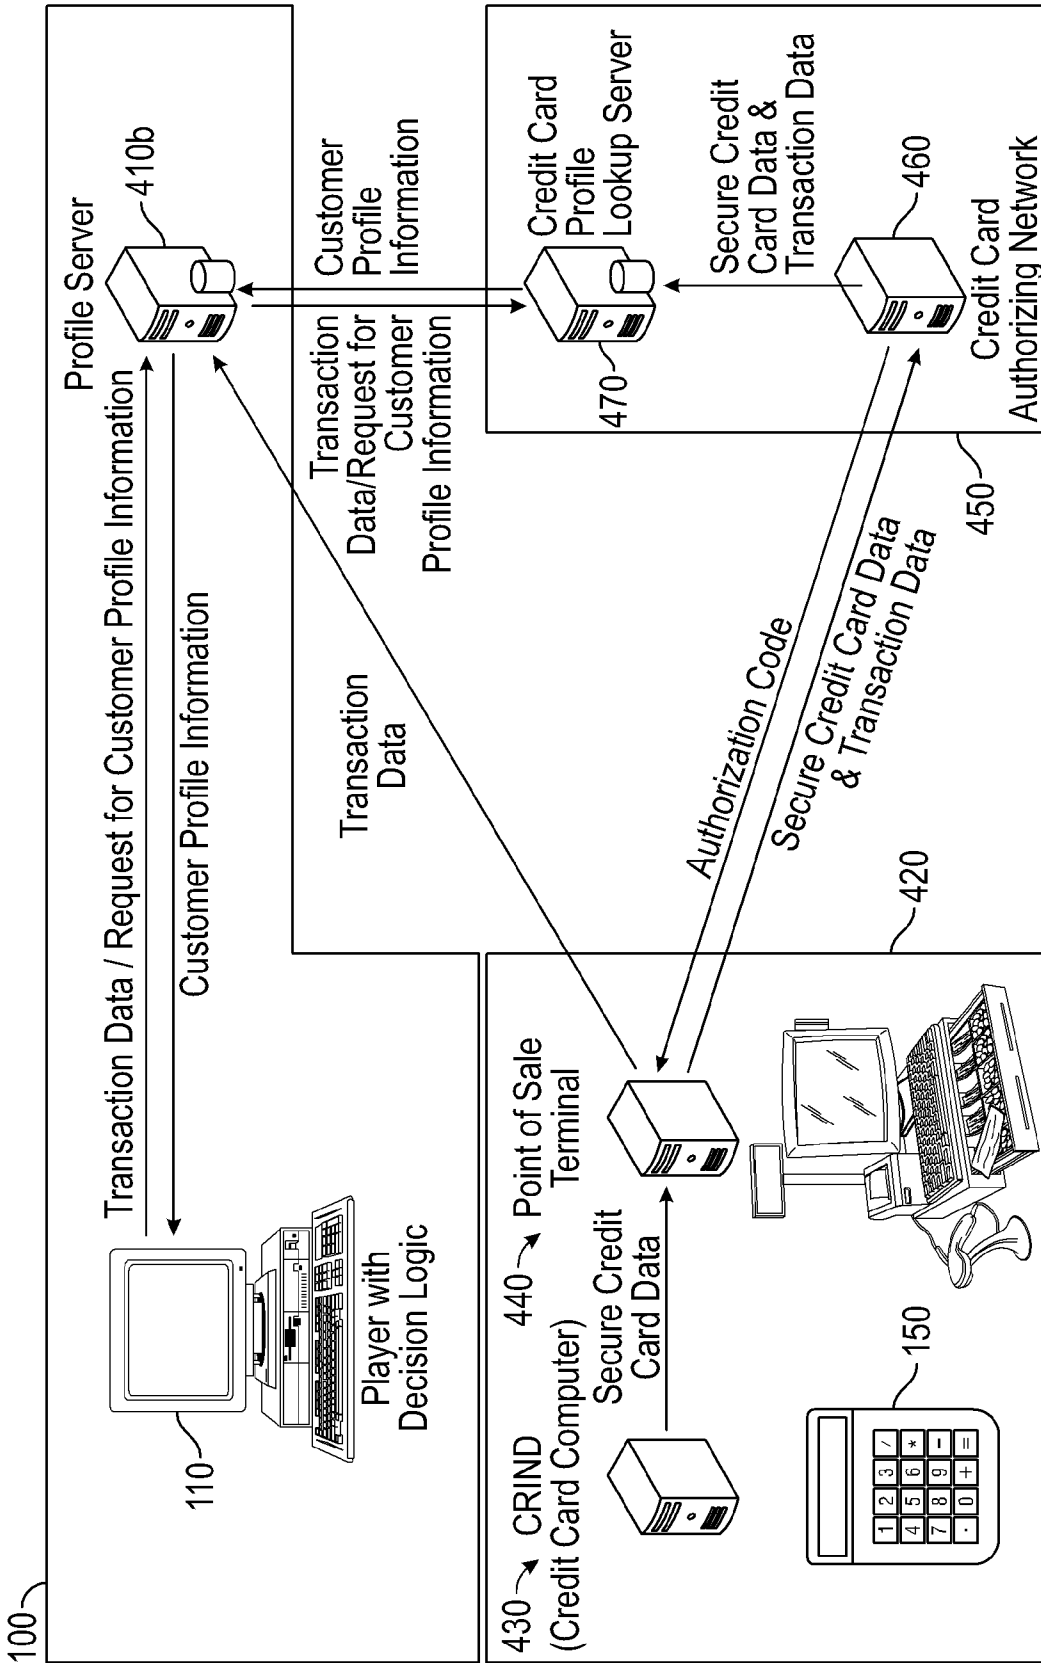 100
Transaction Data / Request for Customer Profile Information
Customer Profile Information
Profile Server
410b
110
Player with
Decision Logic
Transaction
Data
Transaction
Data/Request for
Customer
Profile Information
Customer
Profile
Information
430
CRIND
(Credit Card Computer)
Secure Credit
Card Data
440
Point of Sale
Terminal
150
1 2 3 /
4 5 6 *
7 8 9 -
. 0 + =
420
Authorization Code
Secure Credit Card Data
& Transaction Data
450
470
Credit Card
Profile
Lookup Server
Secure Credit
Card Data &
Transaction Data
460
Credit Card
Authorizing Network